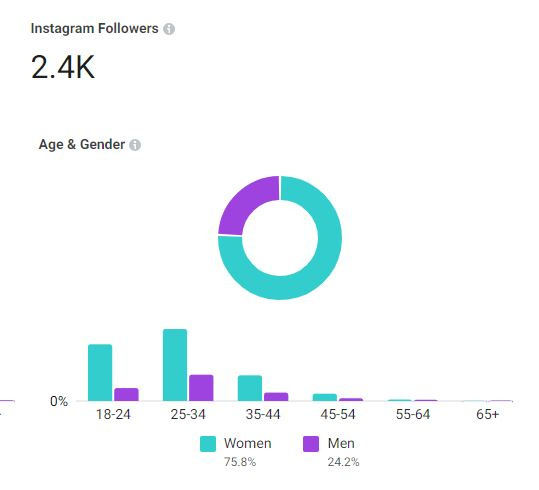 Instagram Followers
2.4K
Age & Gender
0%
18-24 25-34 35-44 45-54 55-64 65+
Women Men
75.8% 24.2%